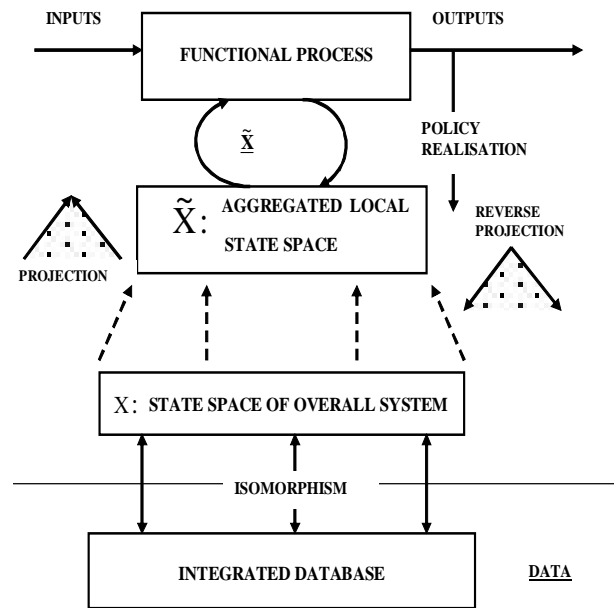 INPUTS
OUTPUTS
FUNCTIONAL PROCESS
X̃
POLICY
REALISATION
X̃: AGGREGATED LOCAL
STATE SPACE
REVERSE
PROJECTION
PROJECTION
X: STATE SPACE OF OVERALL SYSTEM
ISOMORPHISM
INTEGRATED DATABASE
DATA